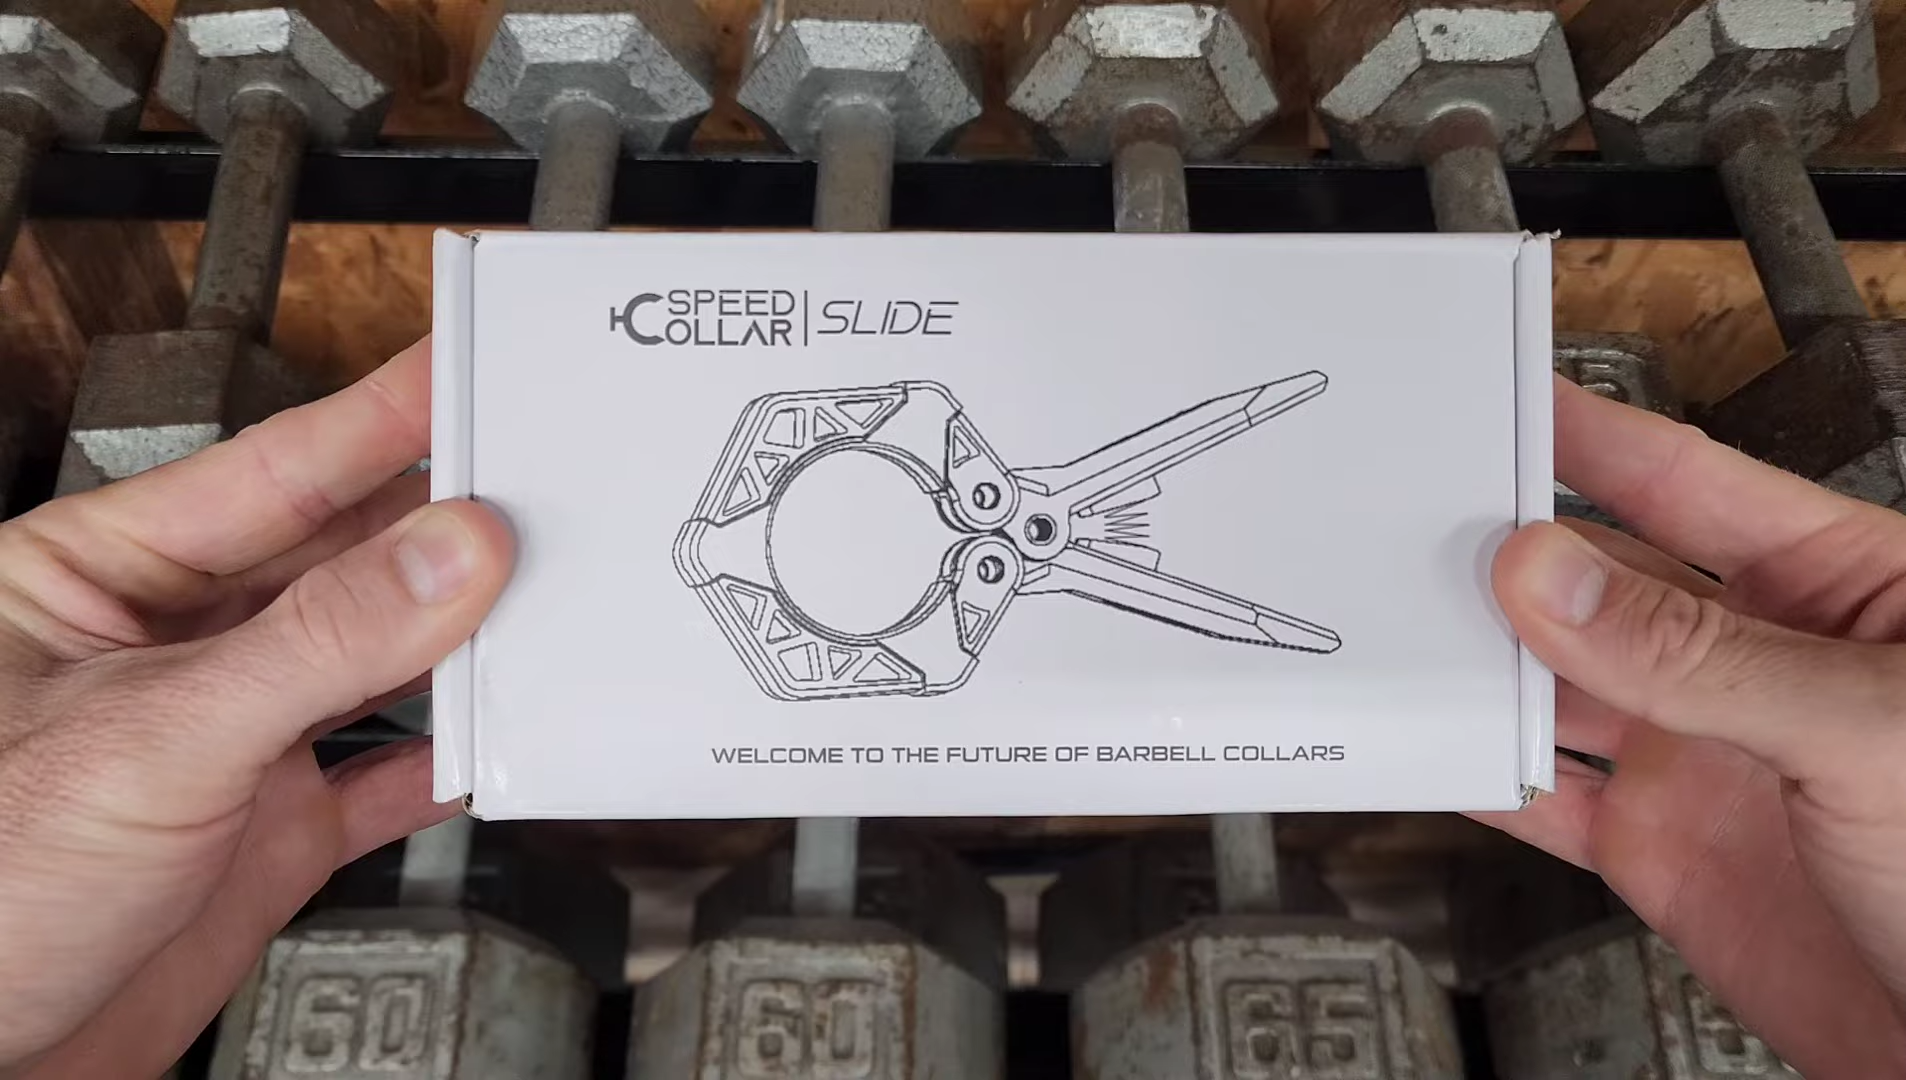 SPEED COLLAR | SLIDE
WELCOME TO THE FUTURE OF BARBELL COLLARS
60
60
65